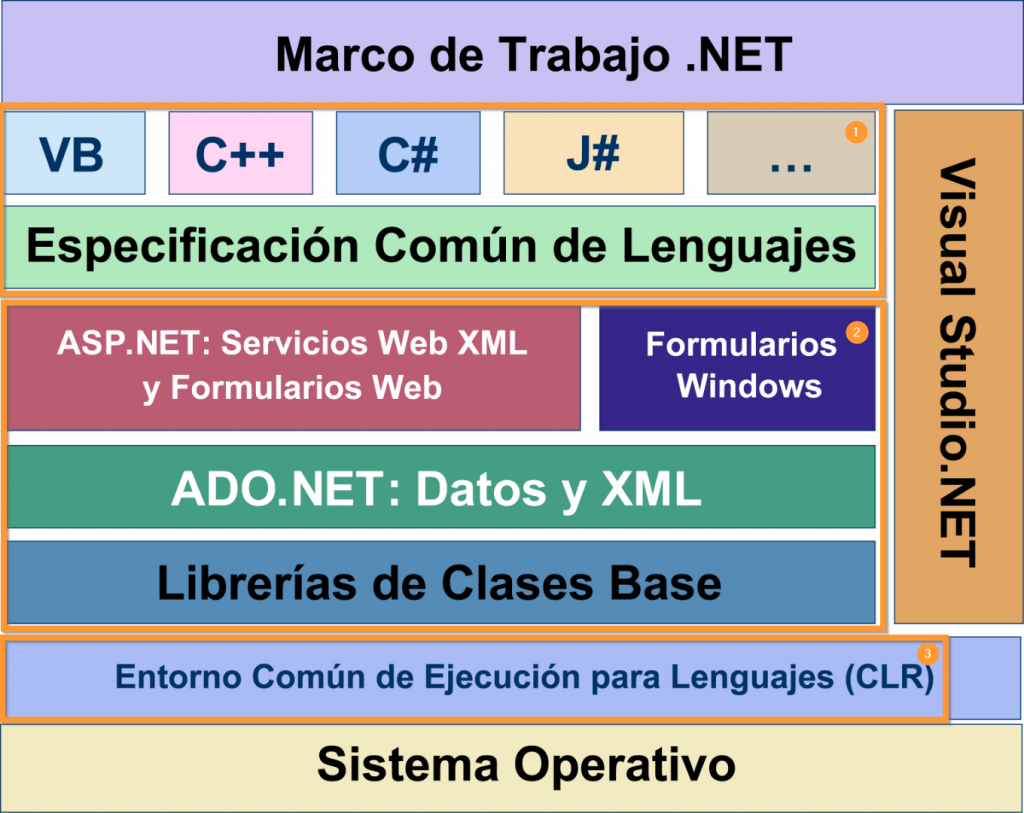 Marco de Trabajo .NET
VB
C++
C#
J#
...
1
Especificación Común de Lenguajes
ASP.NET: Servicios Web XML
y Formularios Web
Formularios
Windows
2
ADO.NET: Datos y XML
Librerías de Clases Base
Visual Studio.NET
Entorno Común de Ejecución para Lenguajes (CLR)
3
Sistema Operativo